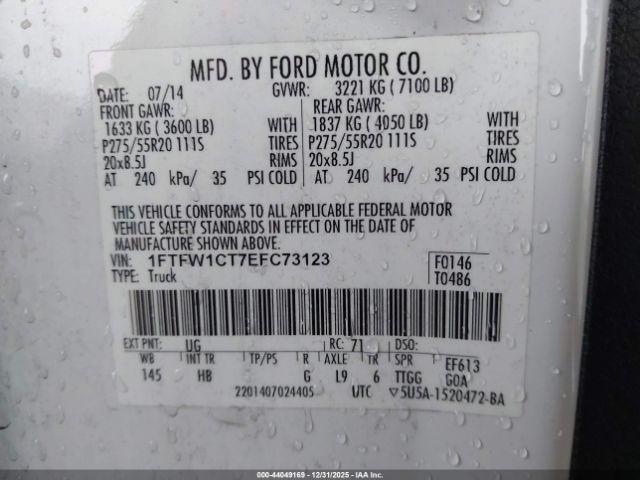 MFD. BY FORD MOTOR CO.
DATE: 07/14 GVWR: 3221 KG ( 7100 LB)
FRONT GAWR: REAR GAWR:
1633 KG ( 3600 LB) WITH 1837 KG ( 4050 LB) WITH
P275/55R20 111S TIRES P275/55R20 111S TIRES
20x8.5J RIMS 20x8.5J RIMS
AT 240 kPa/ 35 PSI COLD AT 240 kPa/ 35 PSI COLD
THIS VEHICLE CONFORMS TO ALL APPLICABLE FEDERAL MOTOR
VEHICLE SAFETY STANDARDS IN EFFECT ON THE DATE OF
MANUFACTURE SHOWN ABOVE.
VIN: 1FTFW1CT7EFC73123 F0146
TYPE: Truck T0486
EXT PNT: UG RC: 71 DSO:
WB INT TR TP/PS R AXLE TR SPR EF613
145 HB G L9 6 TTGG GOA
2201407024405 UTC ▽5U5A-1520472-BA
000-44049169 - 12/31/2025 - IAAI.COM